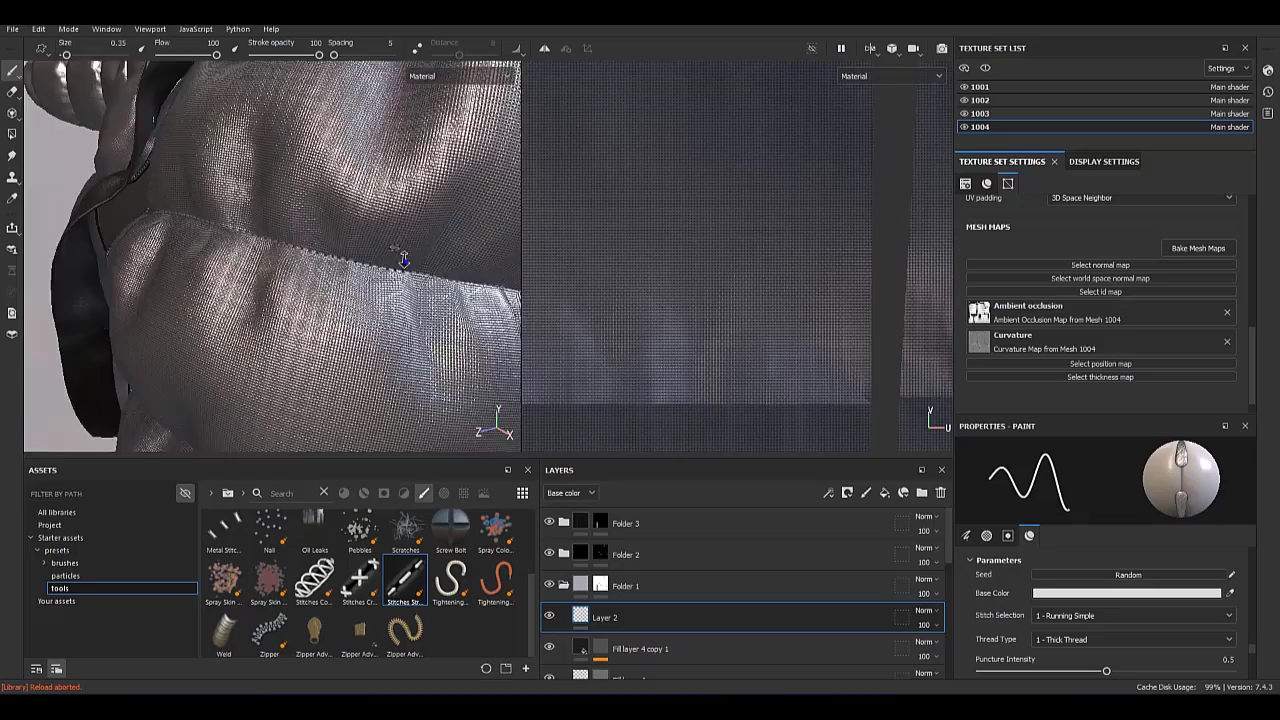 File Edit Mode Window Viewport JavaScript Python Help
Size 0.35 Flow 100 Stroke opacity 100 Spacing 5 Distance 8
Material
Material
Y
Z X
V
U
TEXTURE SET LIST
Settings
1001 Main shader
1002 Main shader
1003 Main shader
1004 Main shader
TEXTURE SET SETTINGS DISPLAY SETTINGS
UV padding 3D Space Neighbor
MESH MAPS
Bake Mesh Maps
Select normal map
Select world space normal map
Select id map
Ambient occlusion
Ambient Occlusion Map from Mesh 1004
Curvature
Curvature Map from Mesh 1004
Select position map
Select thickness map
PROPERTIES - PAINT
Parameters
Seed Random
Base Color
Stitch Selection 1 - Running Simple
Thread Type 1 - Thick Thread
Puncture Intensity 0.5
ASSETS
FILTER BY PATH
All libraries
Project
Starter assets
presets
brushes
particles
tools
Your assets
Search
Metal Stitc... Nail Oil Leaks Pebbles Scratches Screw Bolt Spray Colo...
Spray Skin ... Spray Skin ... Stitches Co... Stitches Cr... Stitches Str... Tightening... Tightening...
Weld Zipper Zipper Adv... Zipper Adv... Zipper Adv...
LAYERS
Base color
Folder 3 Norm 100
Folder 2 Norm 100
Folder 1 Norm 100
Layer 2 Norm 100
Fill layer 4 copy 1 Norm 100
Norm
[Library] Reload aborted.
Cache Disk Usage: 99% | Version: 7.4.3